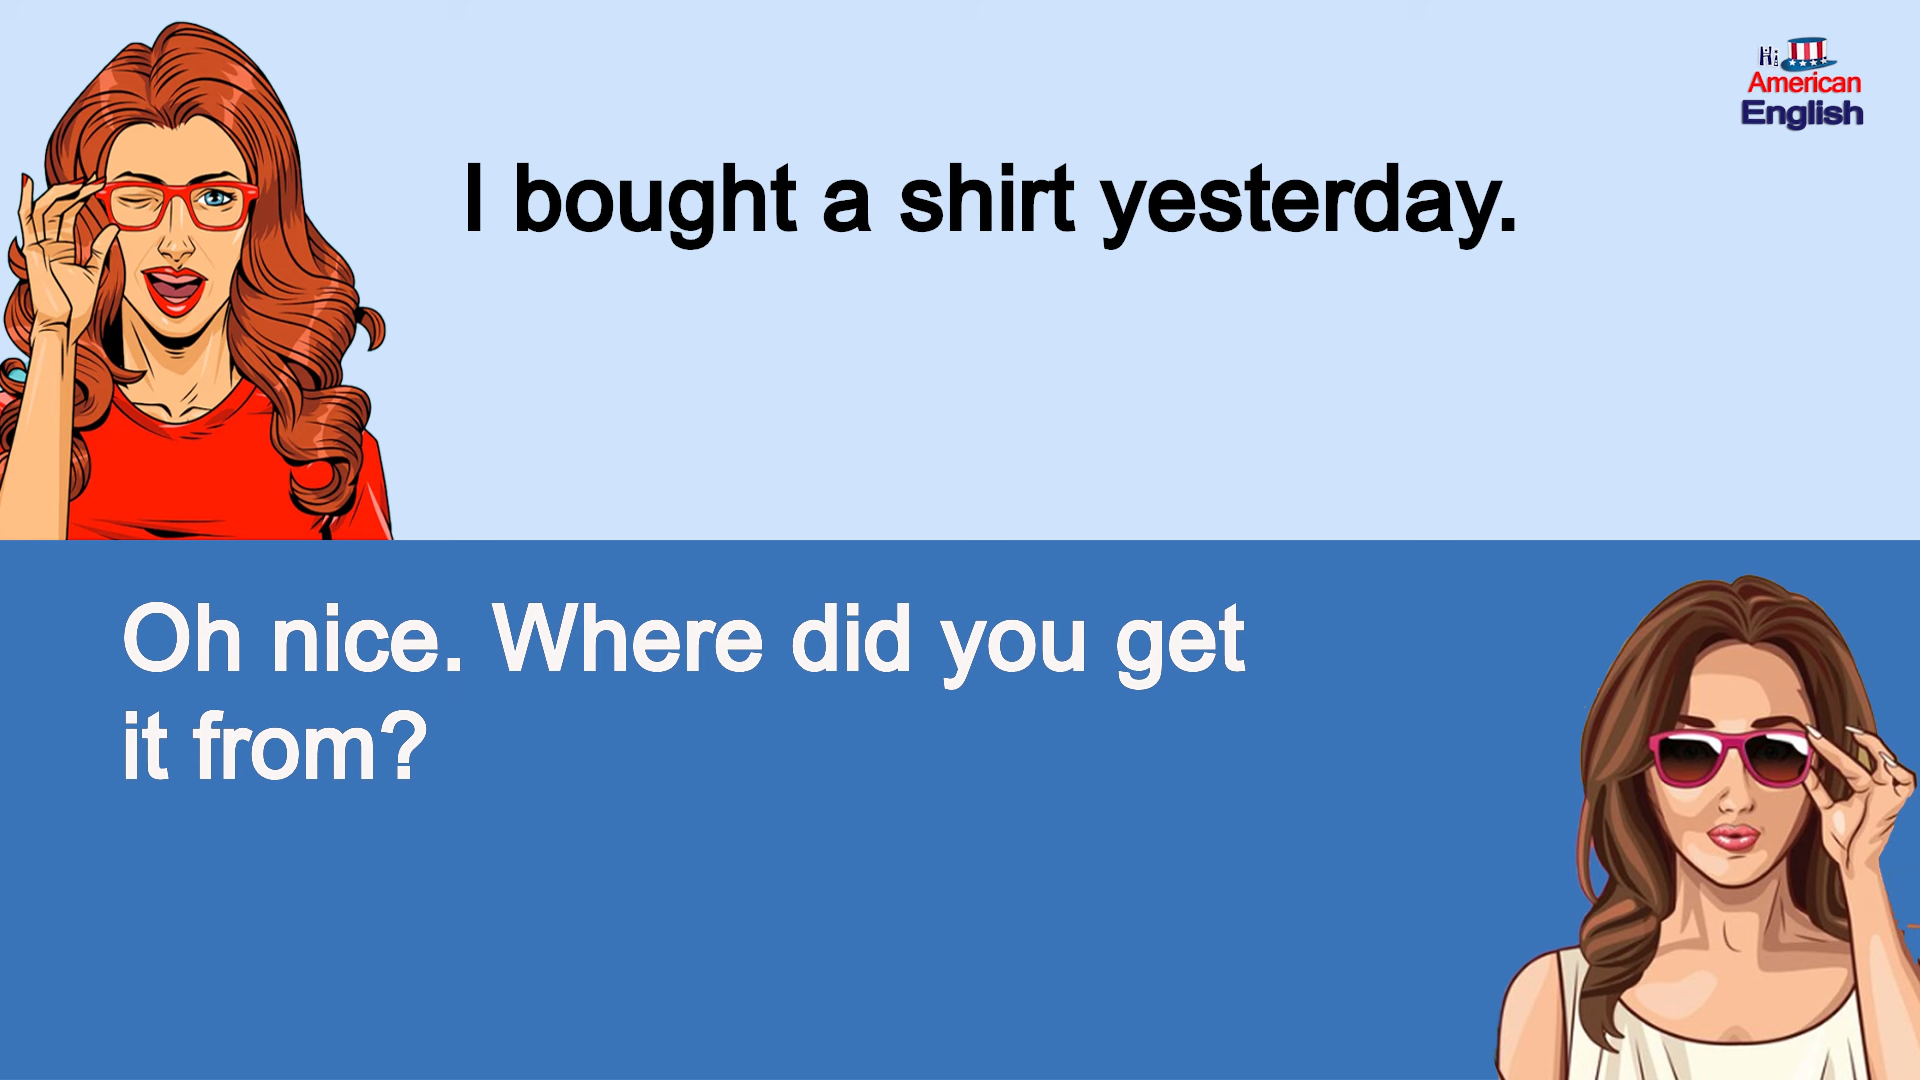 Hi
American
English
I bought a shirt yesterday.
Oh nice. Where did you get
it from?